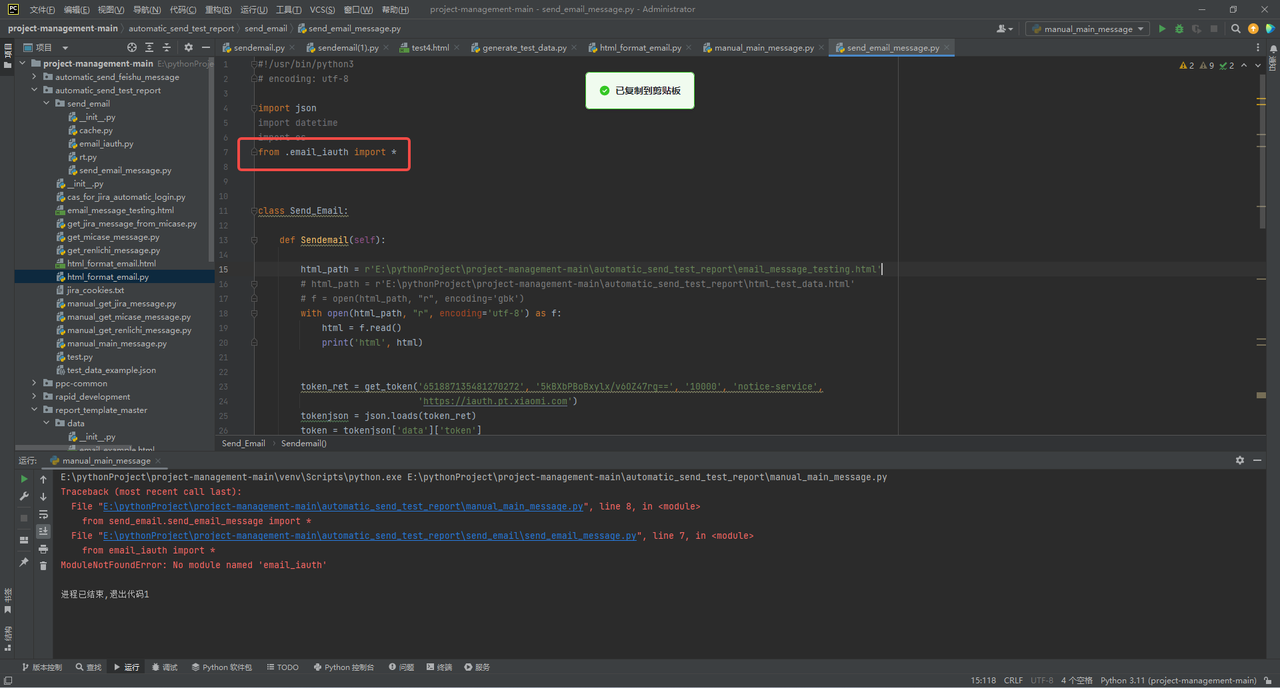 PC 文件(F) 编辑(E) 视图(V) 导航(N) 代码(C) 重构(R) 运行(U) 工具(T) VCS(S) 窗口(W) 帮助(H) project-management-main - send_email_message.py - Administrator
project-management-main automatic_send_test_report send_email send_email_message.py manual_main_message
项目 sendemail.py sendemail(1).py test4.html generate_test_data.py html_format_email.py manual_main_message.py send_email_message.py
project-management-main E:\pythonProje
automatic_send_feishu_message
automatic_send_test_report
send_email
__init__.py
cache.py
email_iauth.py
rt.py
send_email_message.py
__init__.py
cas_for_jira_automatic_login.py
email_message_testing.html
get_jira_message_from_micase.py
get_micase_message.py
get_renlichi_message.py
html_format_email.html
html_format_email.py
jira_cookies.txt
manual_get_jira_message.py
manual_get_micase_message.py
manual_get_renlichi_message.py
manual_main_message.py
test.py
test_data_example.json
ppc-common
rapid_development
report_template_master
data
__init__.py
email_example.html
1 #!/usr/bin/python3
2 # encoding: utf-8
3
4 import json
5 import datetime
6 import os
7 from .email_iauth import *
8
9
10
11 class Send_Email:
12
13 def Sendemail(self):
14
15 html_path = r'E:\pythonProject\project-management-main\automatic_send_test_report\email_message_testing.html'
16 # html_path = r'E:\pythonProject\project-management-main\automatic_send_test_report\html_test_data.html'
17 # f = open(html_path, "r", encoding='gbk')
18 with open(html_path, "r", encoding='utf-8') as f:
19 html = f.read()
20 print('html', html)
21
22
23 token_ret = get_token('651887135481270272', '5kBXbPBoBxylx/v6OZ47rg==', '10000', 'notice-service',
24 'https://iauth.pt.xiaomi.com')
25 tokenjson = json.loads(token_ret)
26 token = tokenjson['data']['token']
已复制到剪贴板
2 9 2
Send_Email Sendemail()
运行: manual_main_message
E:\pythonProject\project-management-main\venv\Scripts\python.exe E:\pythonProject\project-management-main\automatic_send_test_report\manual_main_message.py
Traceback (most recent call last):
File "E:\pythonProject\project-management-main\automatic_send_test_report\manual_main_message.py", line 8, in <module>
from send_email.send_email_message import *
File "E:\pythonProject\project-management-main\automatic_send_test_report\send_email\send_email_message.py", line 7, in <module>
from email_iauth import *
ModuleNotFoundError: No module named 'email_iauth'
进程已结束,退出代码1
书签
结构
版本控制 查找 运行 调试 Python 软件包 TODO Python 控制台 问题 终端 服务
15:118 CRLF UTF-8 4 个空格 Python 3.11 (project-management-main)